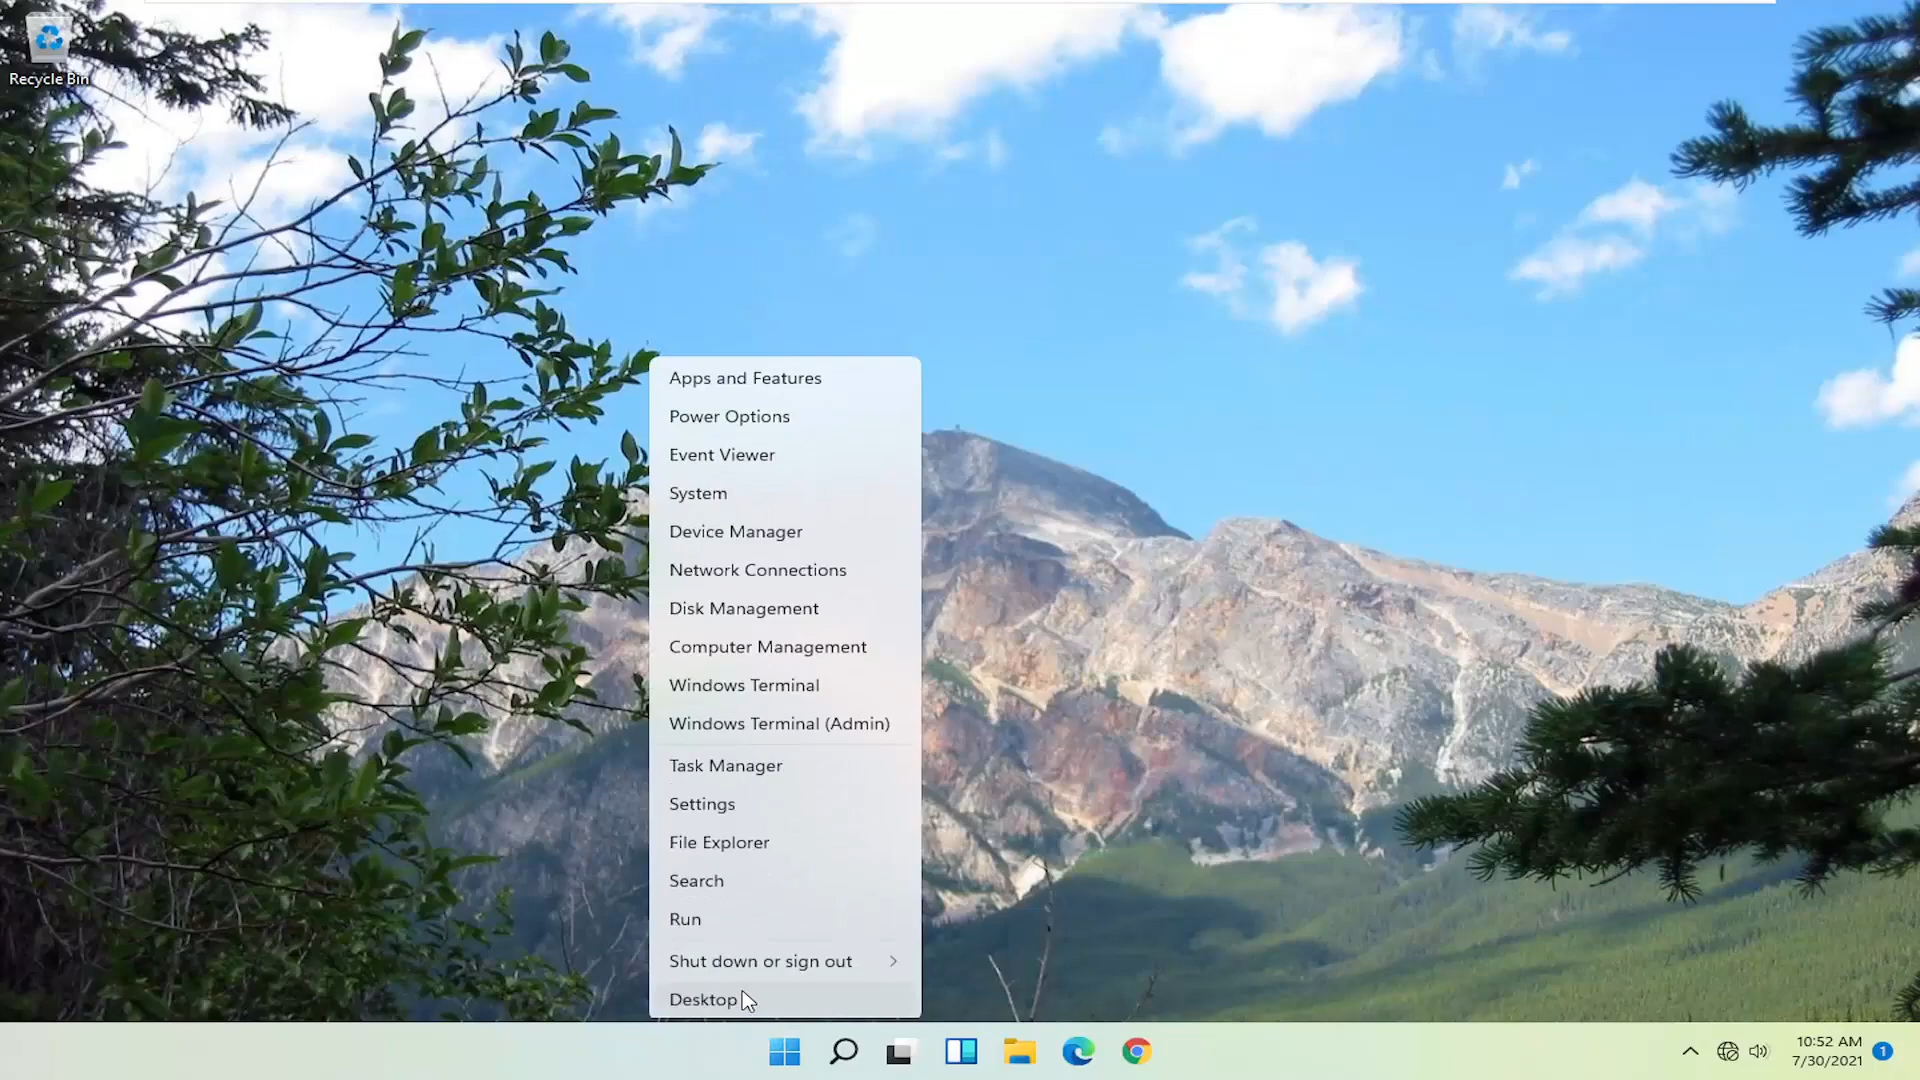 Recycle Bin
Apps and Features
Power Options
Event Viewer
System
Device Manager
Network Connections
Disk Management
Computer Management
Windows Terminal
Windows Terminal (Admin)
Task Manager
Settings
File Explorer
Search
Run
Shut down or sign out
Desktop
10:52 AM
7/30/2021
1